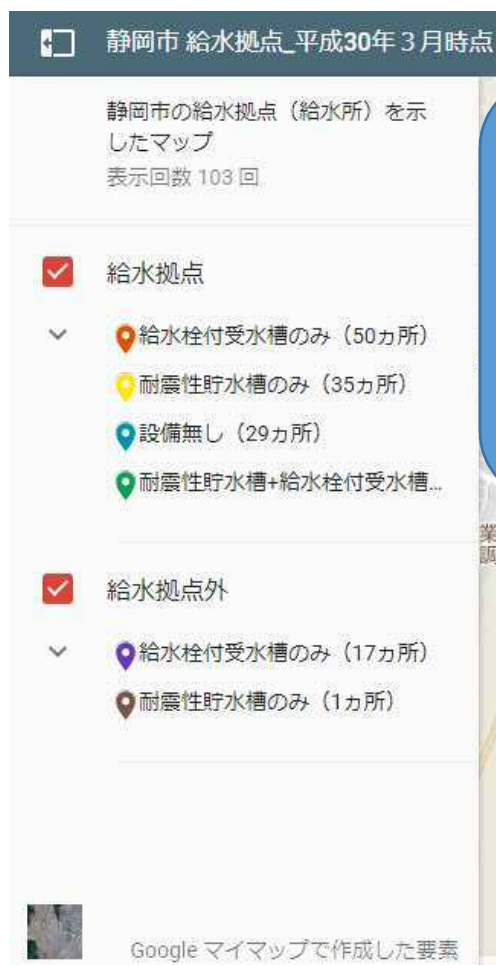 静岡市 給水拠点_平成30年３月時点
静岡市の給水拠点（給水所）を示
したマップ
表示回数 103 回
給水拠点
給水栓付受水槽のみ（50ヵ所）
耐震性貯水槽のみ（35ヵ所）
設備無し（29ヵ所）
耐震性貯水槽+給水栓付受水槽...
給水拠点外
給水栓付受水槽のみ（17ヵ所）
耐震性貯水槽のみ（1ヵ所）
Google マイマップで作成した要素